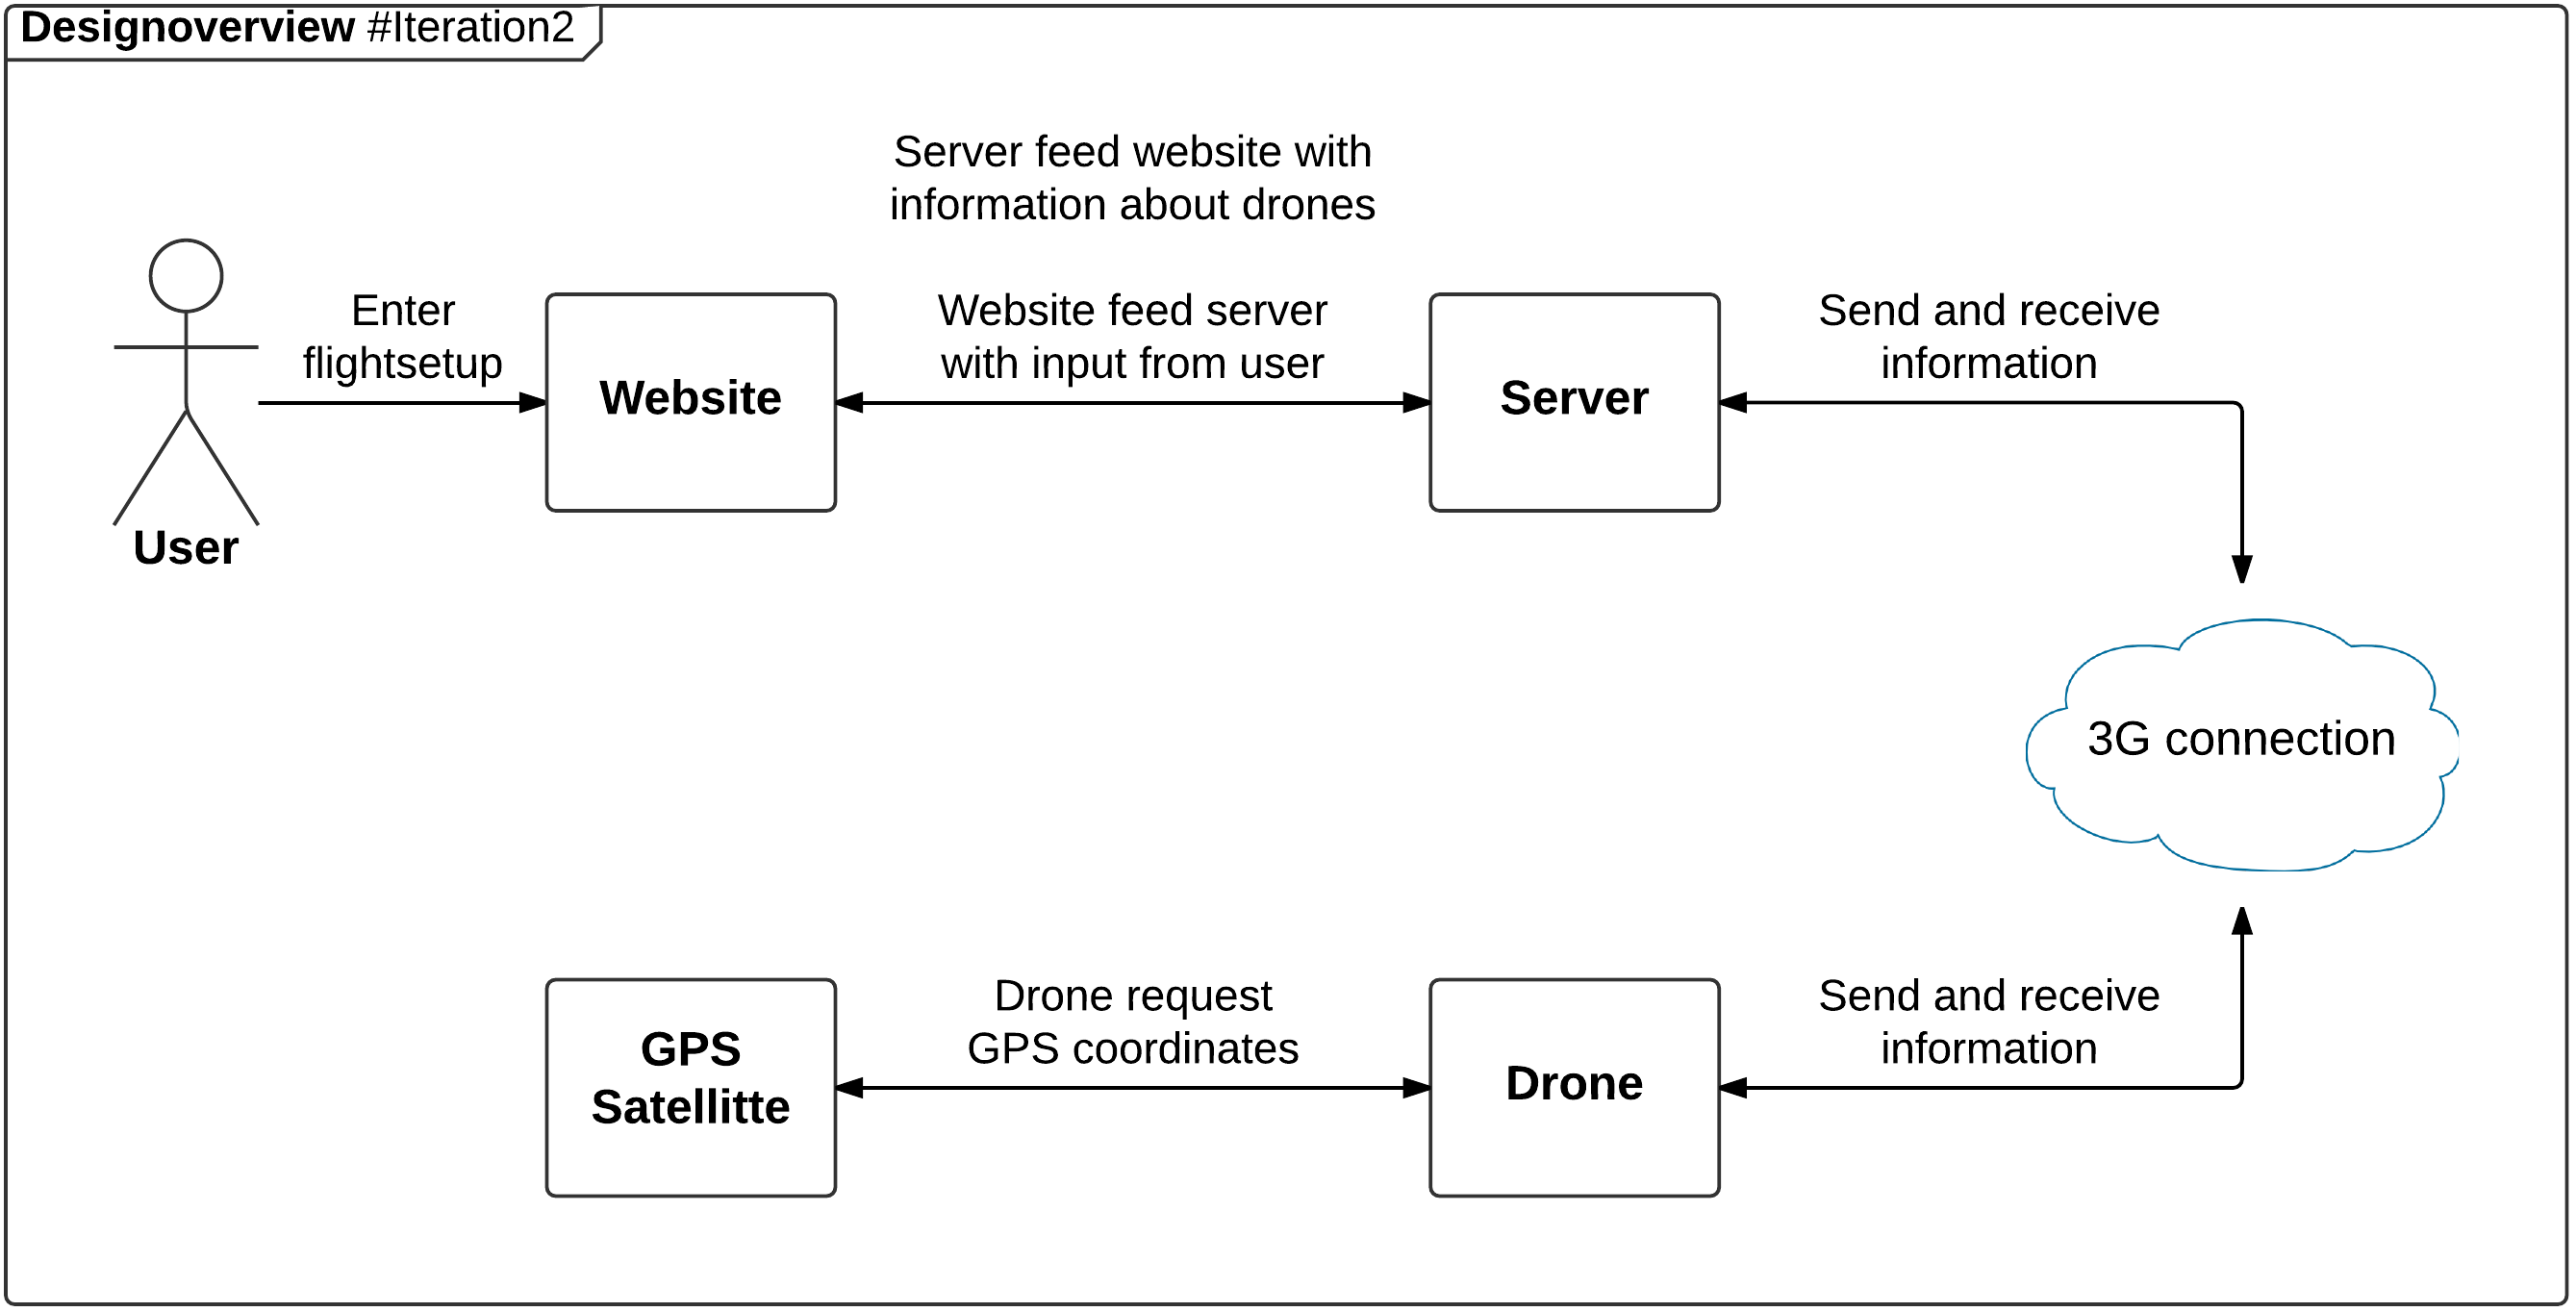 Designoverview #Iteration2
Server feed website with
information about drones
Enter
flightsetup
Website feed server
with input from user
Send and receive
information
Website
Server
User
3G connection
GPS
Satellitte
Drone request
GPS coordinates
Drone
Send and receive
information